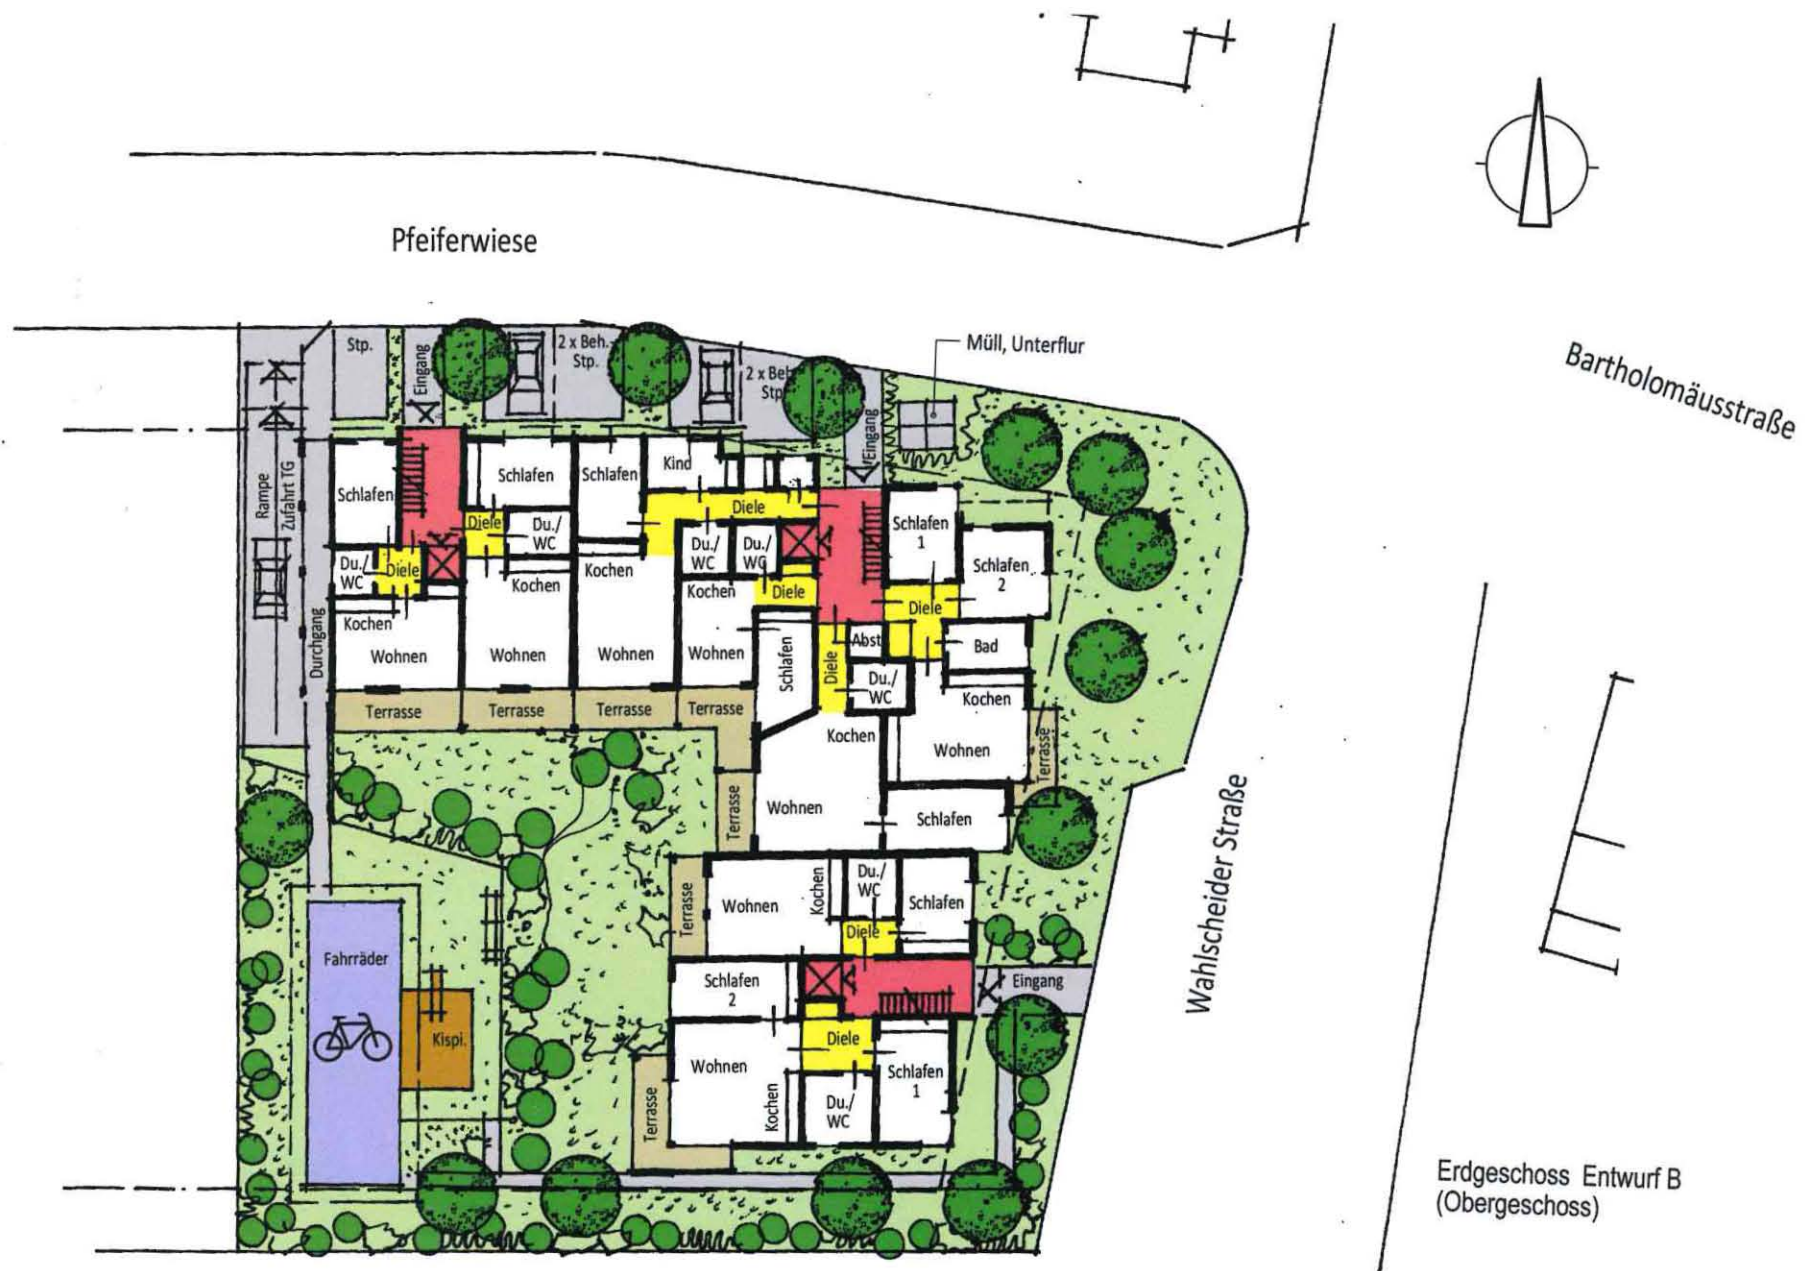 Pfeiferwiese
Bartholomäusstraße
Wahlscheider Straße
Müll, Unterflur
Stp.
Eingang
2 x Beh.-
Stp.
2 x Beh
Stp
Eingang
Rampe
Zufahrt TG
Durchgang
Schlafen
Schlafen
Schlafen
Kind
Diele
Schlafen
1
Schlafen
2
Du./
WC
Diele
Diele
Du./
WC
Du./
WC
Du./
WC
Kochen
Kochen
Kochen
Kochen
Diele
Diele
Wohnen
Wohnen
Wohnen
Wohnen
Schlafen
Diele
Abst
Bad
Du./
WC
Kochen
Terrasse
Terrasse
Terrasse
Terrasse
Kochen
Wohnen
Terrasse
Wohnen
Terrasse
Schlafen
Terrasse
Wohnen
Kochen
Du./
WC
Schlafen
Diele
Schlafen
2
Eingang
Fahrräder
Kispi.
Wohnen
Diele
Schlafen
1
Kochen
Du./
WC
Terrasse
Erdgeschoss Entwurf B
(Obergeschoss)